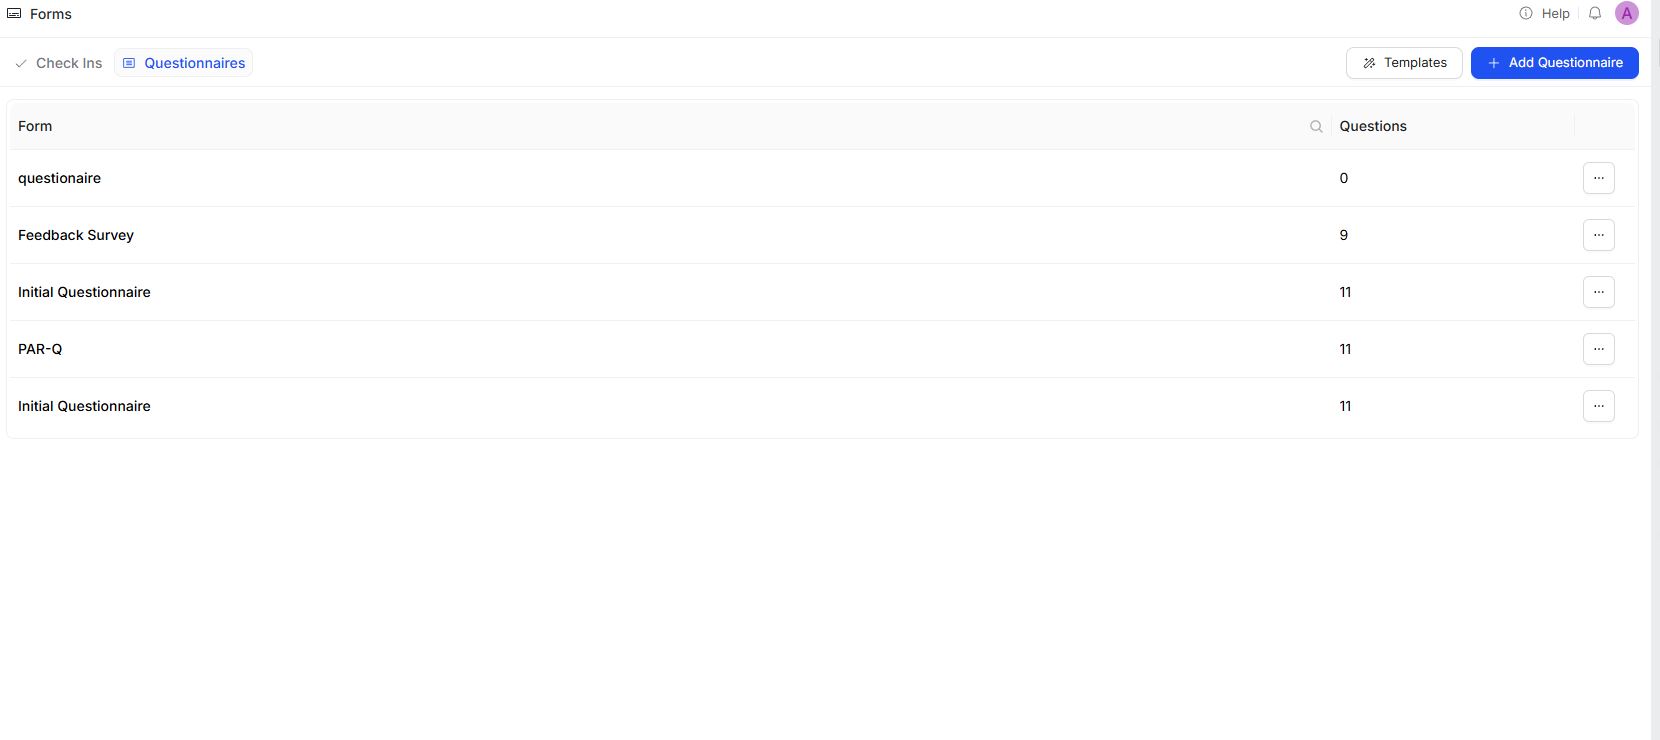 Forms
Help
A
Check Ins
Questionnaires
Templates
Add Questionnaire
Form
Questions
questionaire 0
Feedback Survey 9
Initial Questionnaire 11
PAR-Q 11
Initial Questionnaire 11